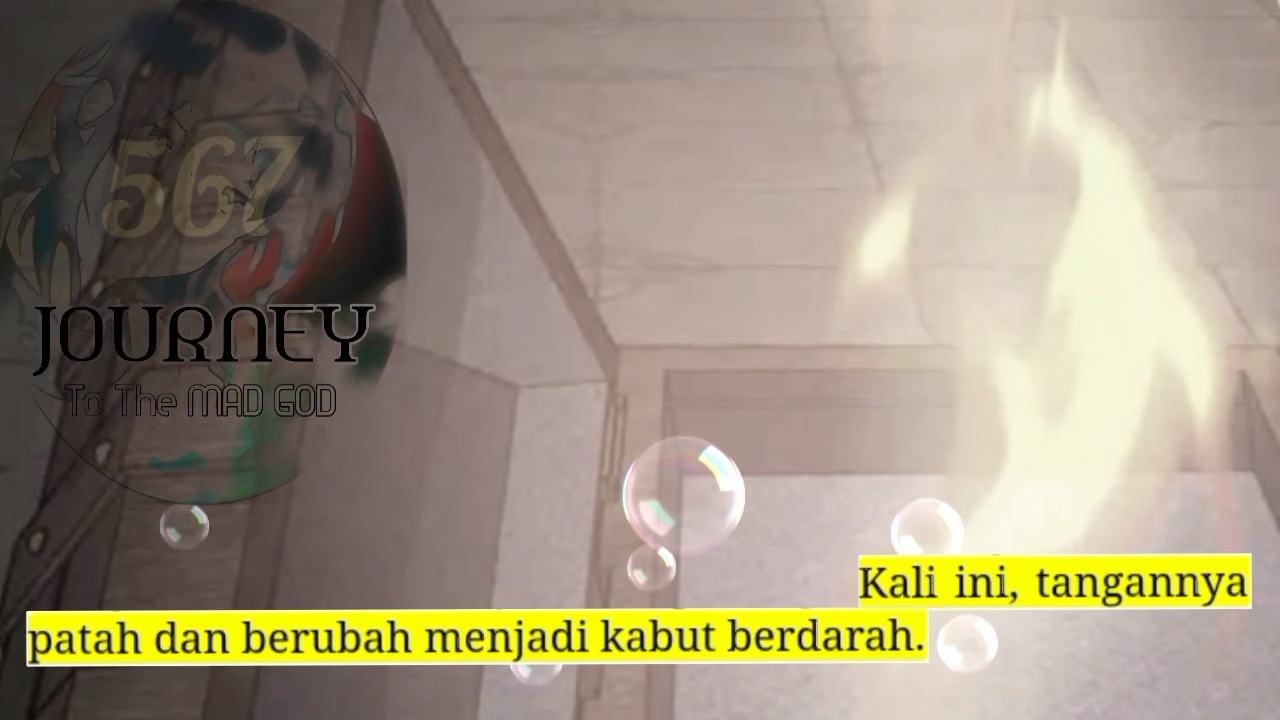 567
JOURNEY
To The MAD GOD
Kali ini, tangannya
patah dan berubah menjadi kabut berdarah.